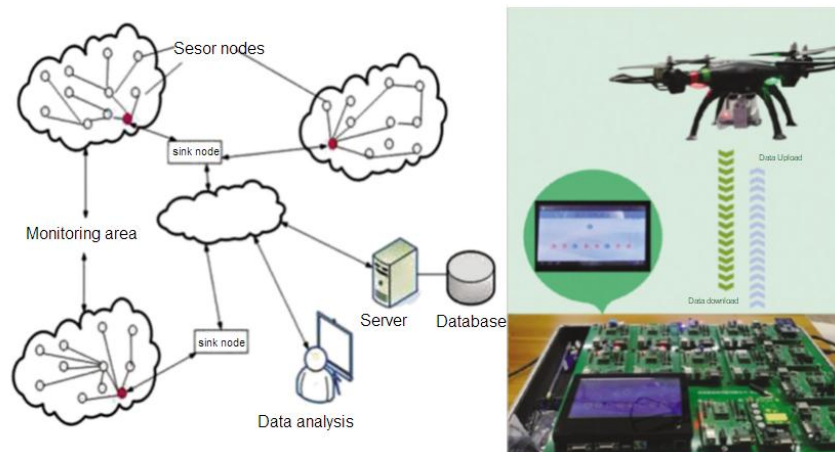 Sesor nodes
sink node
Monitoring area
sink node
Server
Database
Data analysis
Data Upload
Data download